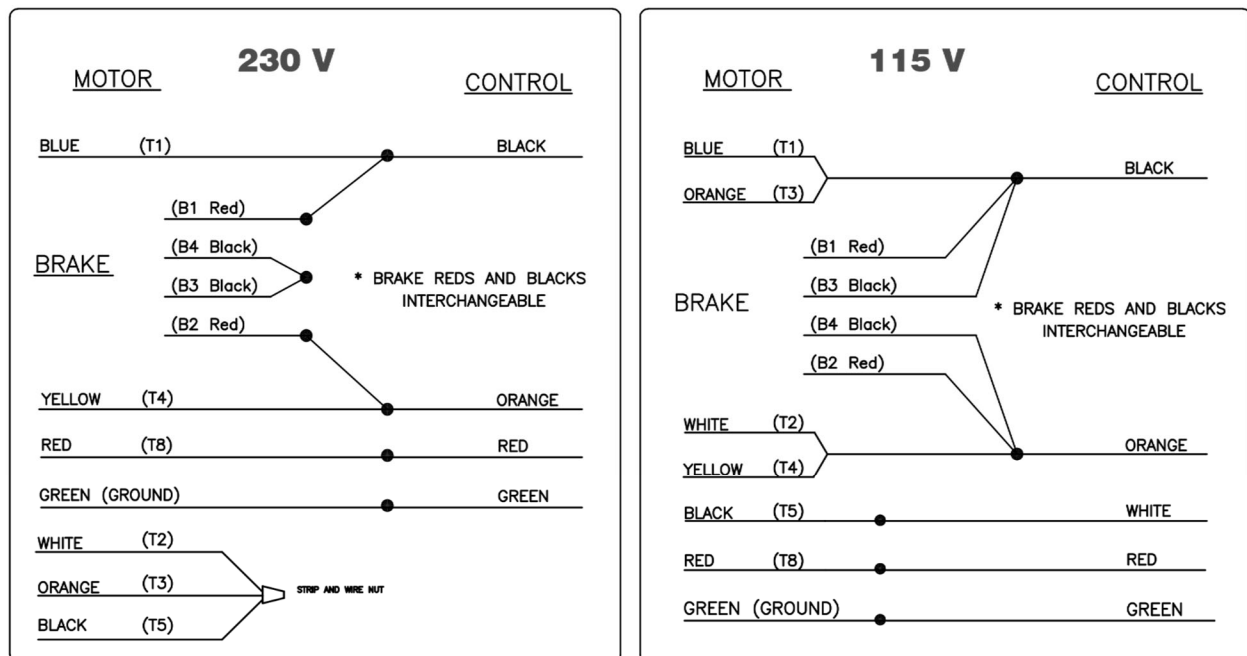 230 V
MOTOR CONTROL
BLUE (T1) BLACK
(B1 Red)
(B4 Black)
BRAKE
(B3 Black)
* BRAKE REDS AND BLACKS
INTERCHANGEABLE
(B2 Red)
YELLOW (T4) ORANGE
RED (T8) RED
GREEN (GROUND) GREEN
WHITE (T2)
ORANGE (T3) STRIP AND WIRE NUT
BLACK (T5)
115 V
MOTOR CONTROL
BLUE (T1)
BLACK
ORANGE (T3)
(B1 Red)
(B3 Black)
BRAKE
* BRAKE REDS AND BLACKS
INTERCHANGEABLE
(B4 Black)
(B2 Red)
WHITE (T2)
ORANGE
YELLOW (T4)
BLACK (T5) WHITE
RED (T8) RED
GREEN (GROUND) GREEN